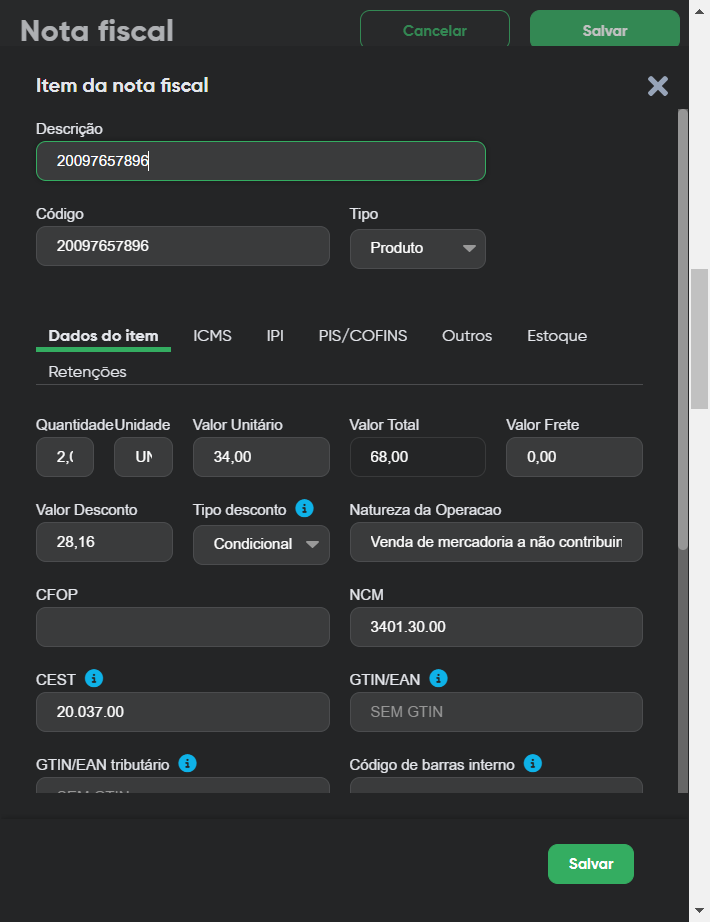 Nota fiscal Cancelar Salvar
Item da nota fiscal
Descrição
20097657896
Código Tipo
20097657896 Produto
Dados do item ICMS IPI PIS/COFINS Outros Estoque
Retenções
Quantidade Unidade Valor Unitário Valor Total Valor Frete
2,0 UN 34,00 68,00 0,00
Valor Desconto Tipo desconto Natureza da Operacao
28,16 Condicional Venda de mercadoria a não contribuin
CFOP NCM
3401.30.00
CEST GTIN/EAN
20.037.00 SEM GTIN
GTIN/EAN tributário Código de barras interno
SEM GTIN
Salvar